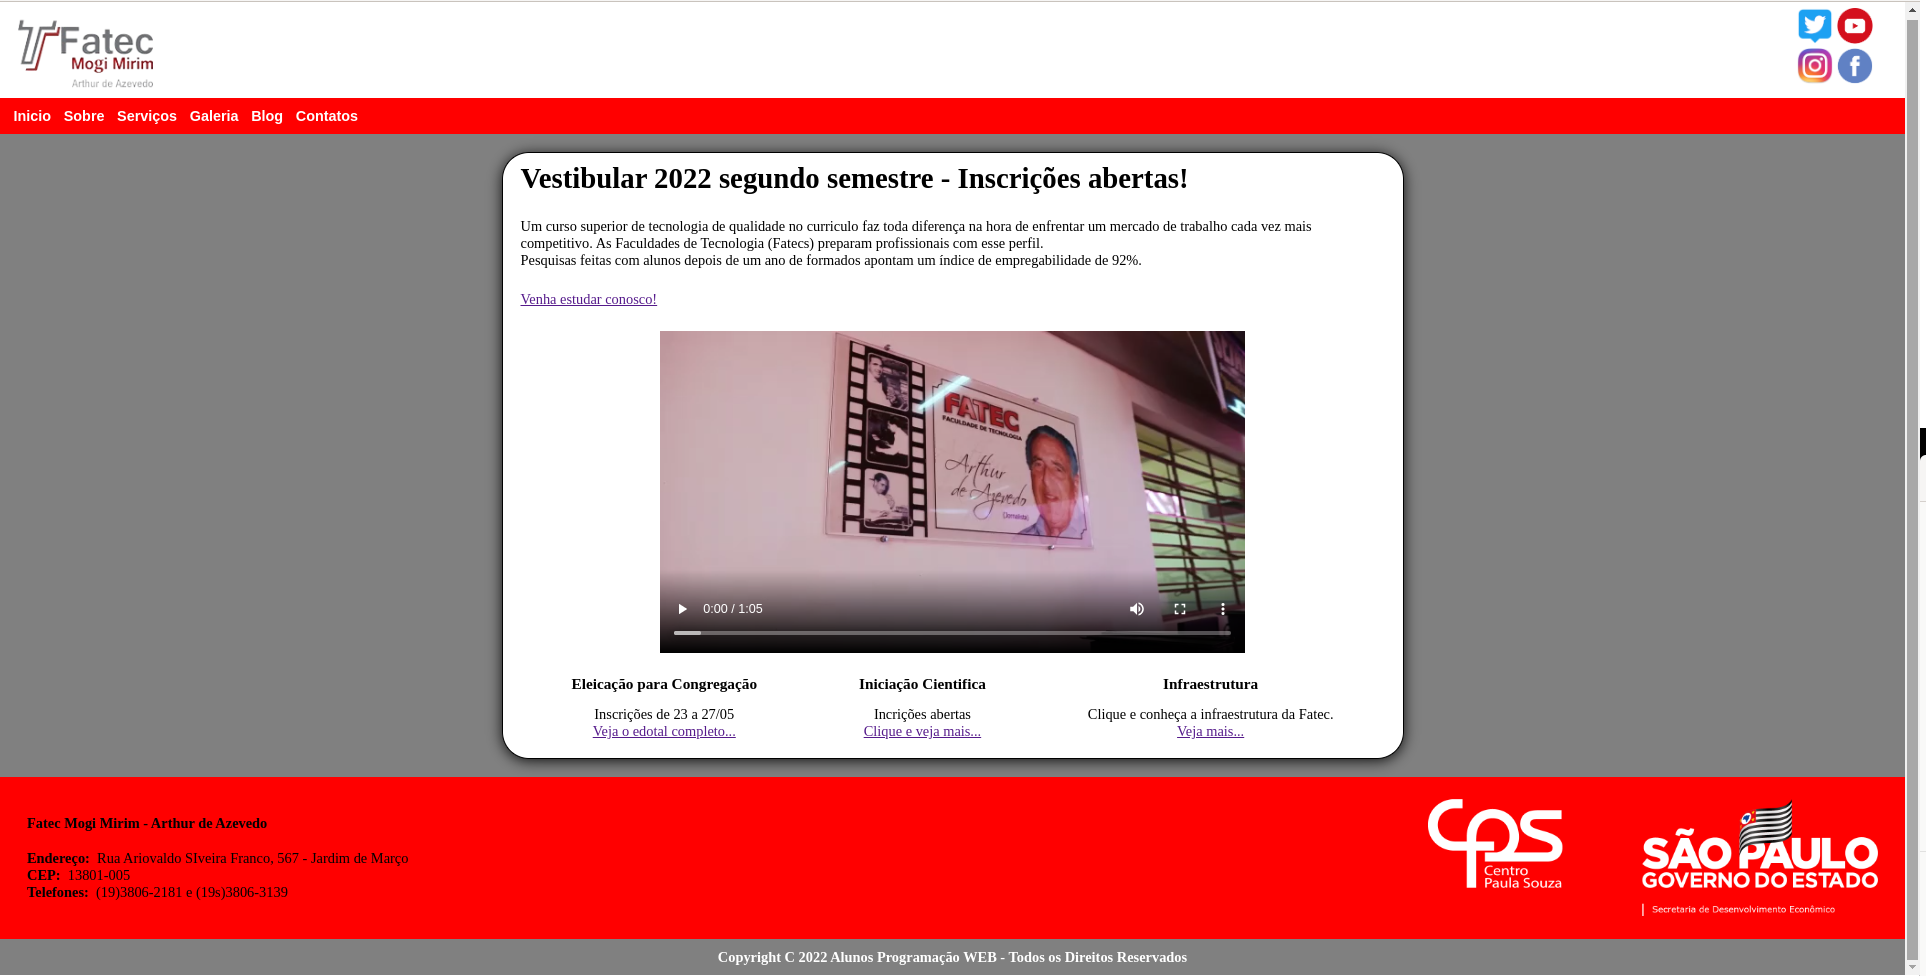 Fatec
Mogi Mirim
Arthur de Azevedo
Inicio Sobre Serviços Galeria Blog Contatos
Vestibular 2022 segundo semestre - Inscrições abertas!
Um curso superior de tecnologia de qualidade no curriculo faz toda diferença na hora de enfrentar um mercado de trabalho cada vez mais
competitivo. As Faculdades de Tecnologia (Fatecs) preparam profissionais com esse perfil.
Pesquisas feitas com alunos depois de um ano de formados apontam um índice de empregabilidade de 92%.
Venha estudar conosco!
FATEC
FACULDADE DE TECNOLOGIA
Arthur
de Azevedo
(Jornalista)
0:00 / 1:05
Eleicação para Congregação Iniciação Cientifica Infraestrutura
Inscrições de 23 a 27/05 Incrições abertas Clique e conheça a infraestrutura da Fatec.
Veja o edotal completo... Clique e veja mais... Veja mais...
Fatec Mogi Mirim - Arthur de Azevedo
Endereço: Rua Ariovaldo SIveira Franco, 567 - Jardim de Março
CEP: 13801-005
Telefones: (19)3806-2181 e (19s)3806-3139
CPS
Centro
Paula Souza
SÃO PAULO
GOVERNO DO ESTADO
Secretaria de Desenvolvimento Econômico
Copyright C 2022 Alunos Programação WEB - Todos os Direitos Reservados